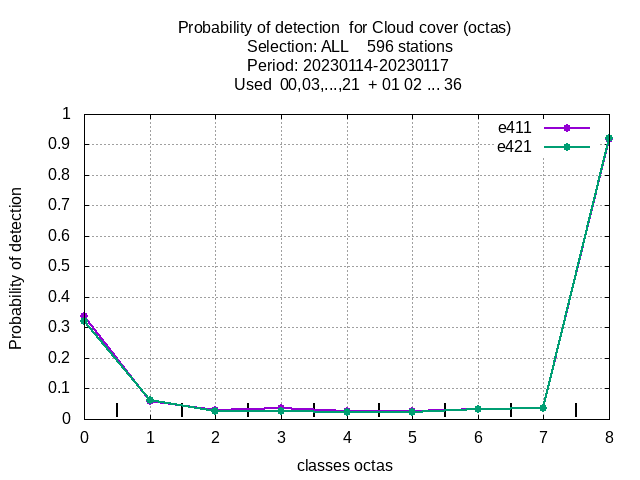 Probability of detection  for Cloud cover (octas)
Selection: ALL    596 stations
Period: 20230114-20230117
Used  00,03,...,21  + 01 02 ... 36
Probability of detection
1
0.9
0.8
0.7
0.6
0.5
0.4
0.3
0.2
0.1
0
e411
e421
0 1 2 3 4 5 6 7 8
classes octas